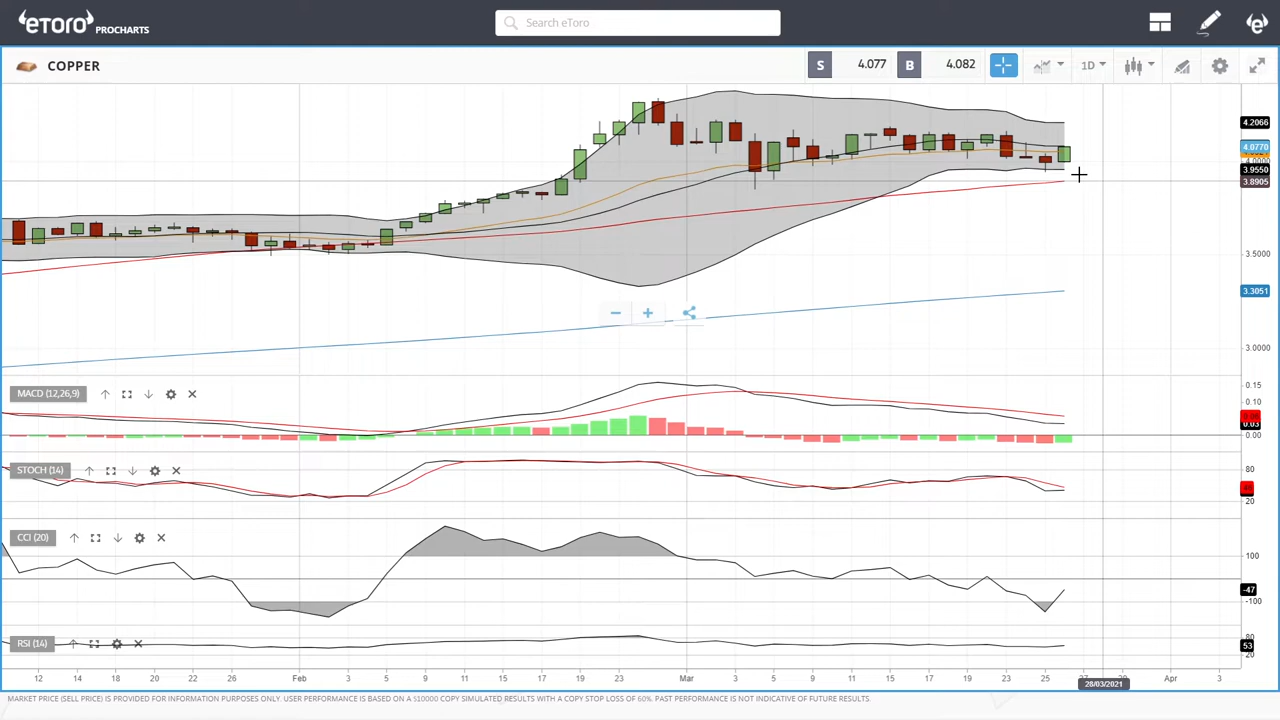 eToro PROCHARTS
Search eToro
COPPER
S 4.077 B 4.082 1D
4.2066
4.0770
4.0000
3.9550
3.8905
3.5000
3.3051
3.0000
MACD (12,26,9)
0.15
0.10
0.03
0.00
STOCH (14)
80
20
CCI (20)
100
-47
-100
RSI (14)
80
53
20
12 14 18 20 22 26 Feb 3 5 9 11 15 17 19 23 Mar 3 5 9 11 15 17 19 23 25 27 Apr 3
28/03/2021
MARKET PRICE (SELL PRICE) IS PROVIDED FOR INFORMATION PURPOSES ONLY. USER PERFORMANCE IS BASED ON A $10000 COPY SIMULATED RESULTS WITH A COPY STOP LOSS OF 60%. PAST PERFORMANCE IS NOT INDICATIVE OF FUTURE RESULTS.